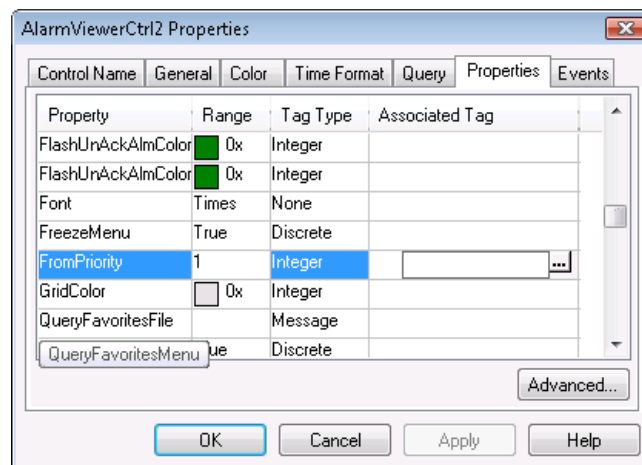 AlarmViewerCtrl2 Properties
Control Name General Color Time Format Query Properties Events
Property Range Tag Type Associated Tag
FlashUnAckAlmColor 0x Integer
FlashUnAckAlmColor 0x Integer
Font Times None
FreezeMenu True Discrete
FromPriority 1 Integer ...
GridColor 0x Integer
QueryFavoritesFile Message
QueryFavoritesMenu ue Discrete
Advanced...
OK Cancel Apply Help